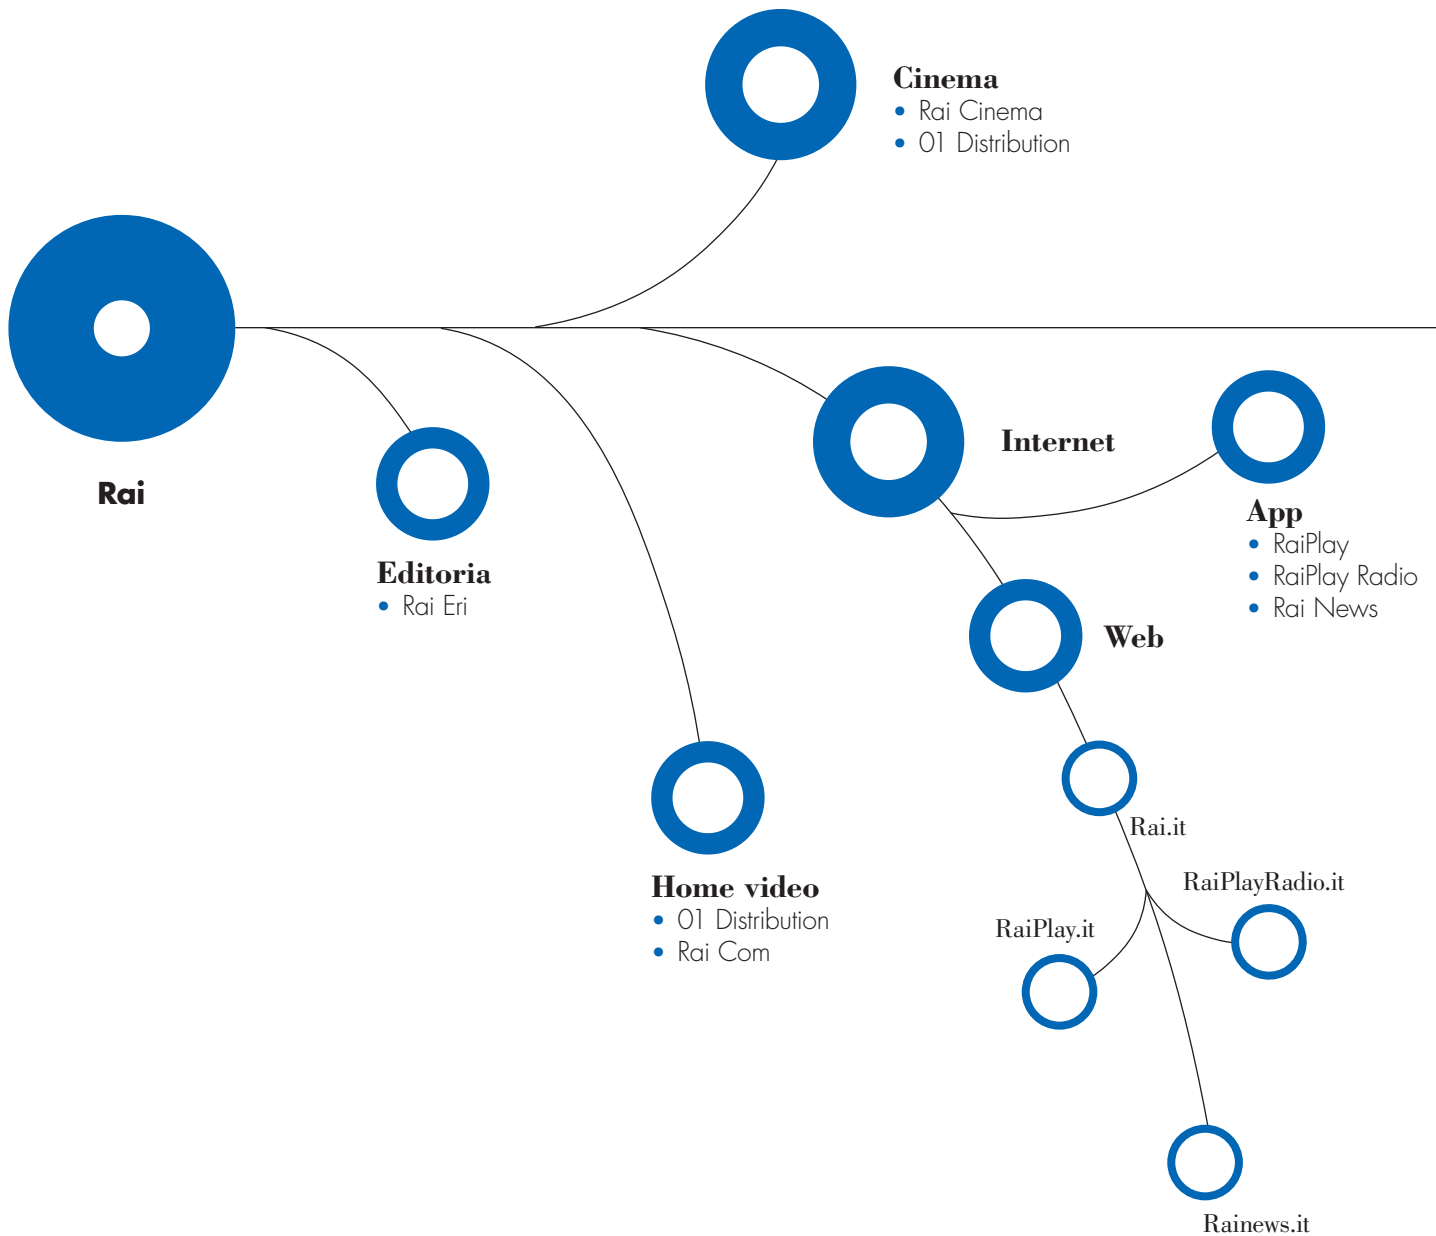 Cinema
• Rai Cinema
• 01 Distribution
Rai
Editoria
• Rai Eri
Home video
• 01 Distribution
• Rai Com
Internet
App
• RaiPlay
• RaiPlay Radio
• Rai News
Web
Rai.it
RaiPlayRadio.it
RaiPlay.it
Rainews.it